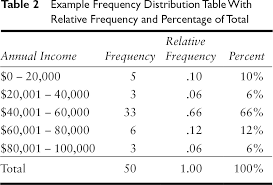 Table 2 Example Frequency Distribution Table With
Relative Frequency and Percentage of Total
Relative
Annual Income Frequency Frequency Percent
$0 – 20,000 5 .10 10%
$20,001 – 40,000 3 .06 6%
$40,001 – 60,000 33 .66 66%
$60,001 – 80,000 6 .12 12%
$80,001 – 100,000 3 .06 6%
Total 50 1.00 100%